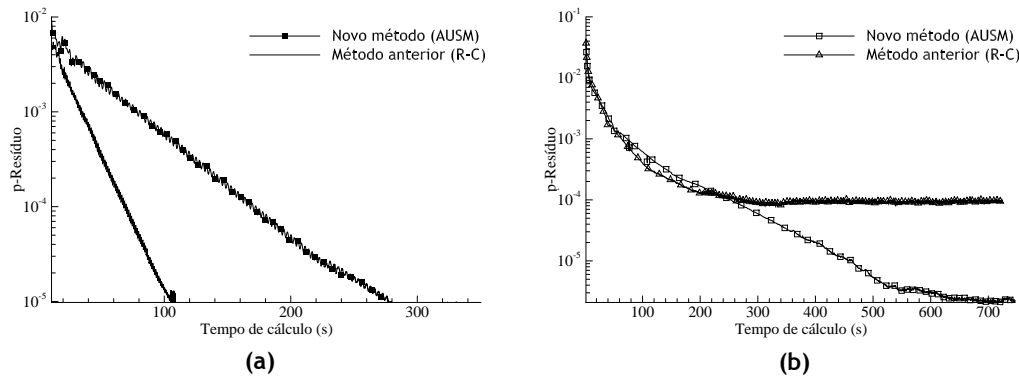 10^-2
10^-3
10^-4
10^-5
p-Resíduo
Novo método (AUSM)
Método anterior (R-C)
100
200
300
Tempo de cálculo (s)
(a)
10^0
10^-1
10^-2
10^-3
10^-4
10^-5
p-Resíduo
Novo método (AUSM)
Método anterior (R-C)
100
200
300
400
500
600
700
Tempo de cálculo (s)
(b)